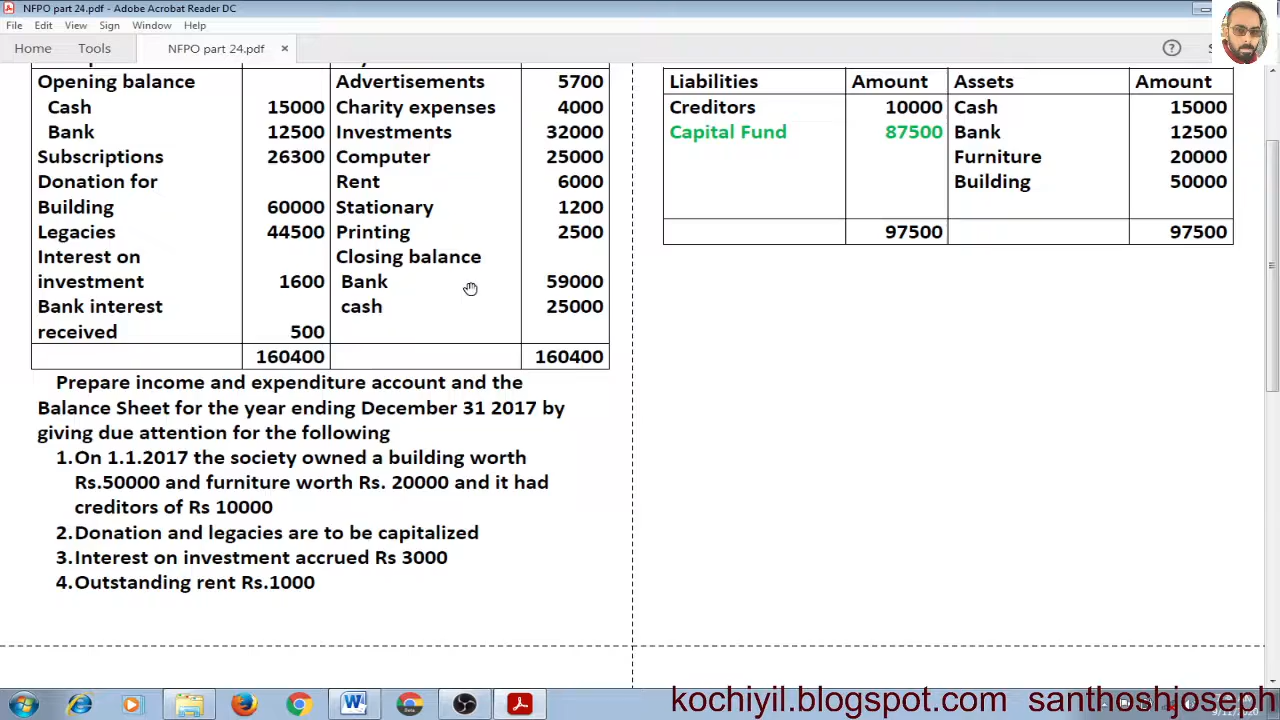 NFPO part 24.pdf - Adobe Acrobat Reader DC
File Edit View Sign Window Help
Home Tools NFPO part 24.pdf ×
Opening balance Advertisements 5700
Cash 15000 Charity expenses 4000
Bank 12500 Investments 32000
Subscriptions 26300 Computer 25000
Donation for Rent 6000
Building 60000 Stationary 1200
Legacies 44500 Printing 2500
Interest on Closing balance
investment 1600 Bank 59000
Bank interest cash 25000
received 500
160400 160400
Prepare income and expenditure account and the
Balance Sheet for the year ending December 31 2017 by
giving due attention for the following
1.On 1.1.2017 the society owned a building worth
Rs.50000 and furniture worth Rs. 20000 and it had
creditors of Rs 10000
2.Donation and legacies are to be capitalized
3.Interest on investment accrued Rs 3000
4.Outstanding rent Rs.1000
Liabilities Amount Assets Amount
Creditors 10000 Cash 15000
Capital Fund 87500 Bank 12500
Furniture 20000
Building 50000
97500 97500
kochiyil.blogspot.com santhoshjoseph